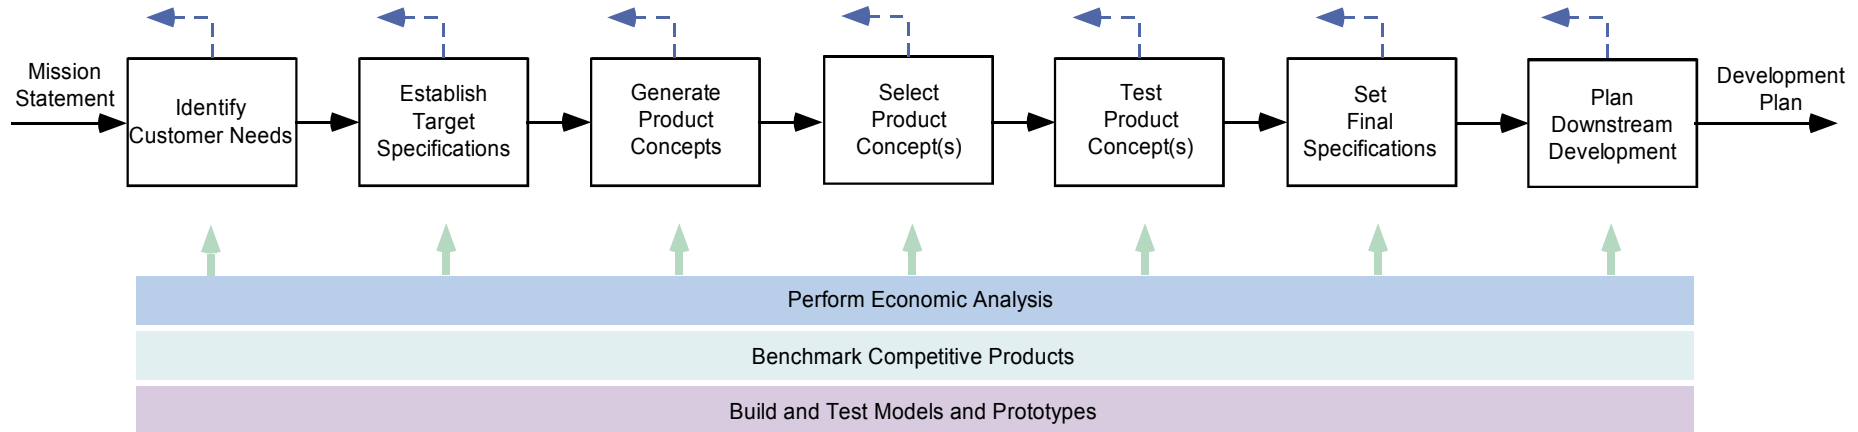 Mission
Statement
Identify
Customer Needs
Establish
Target
Specifications
Generate
Product
Concepts
Select
Product
Concept(s)
Test
Product
Concept(s)
Set
Final
Specifications
Plan
Downstream
Development
Development
Plan
Perform Economic Analysis
Benchmark Competitive Products
Build and Test Models and Prototypes